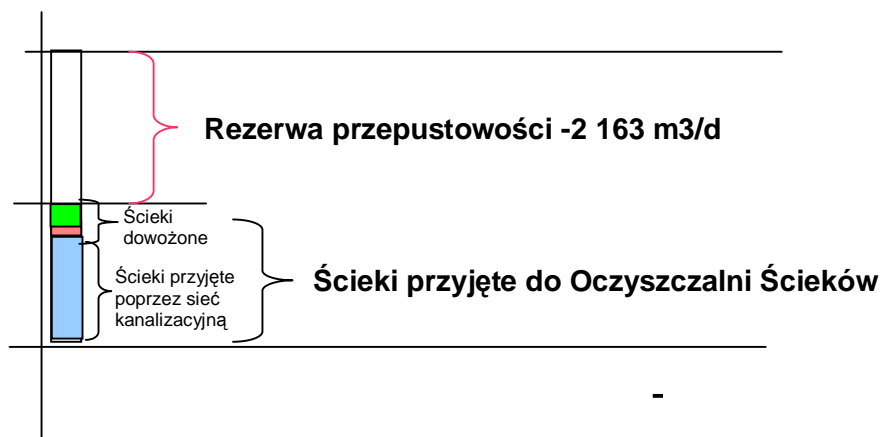 Rezerwa przepustowości -2 163 m3/d
Ścieki
dowożone
Ścieki przyjęte
poprzez sieć
kanalizacyjną
Ścieki przyjęte do Oczyszczalni Ścieków
-